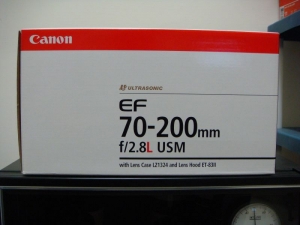 Canon
ULTRASONIC
EF
70-200mm
f/2.8L USM
with Lens Case LZ1324 and Lens Hood ET-83II